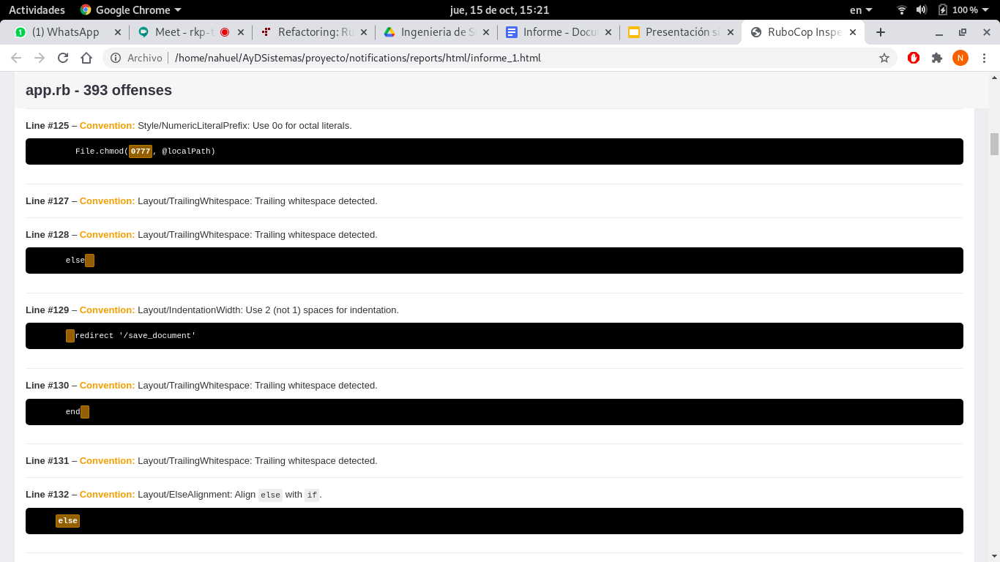 Actividades Google Chrome jue, 15 de oct, 15:21 en 100 %
(1) WhatsApp Meet - rkp- Refactoring: Ru Ingenieria de S Informe - Docu Presentación si RuboCop Inspe
Archivo /home/nahuel/AyDSistemas/proyecto/notifications/reports/html/informe_1.html N
app.rb - 393 offenses
Line #125 – Convention: Style/NumericLiteralPrefix: Use 0o for octal literals.
File.chmod(0777, @localPath)
Line #127 – Convention: Layout/TrailingWhitespace: Trailing whitespace detected.
Line #128 – Convention: Layout/TrailingWhitespace: Trailing whitespace detected.
else
Line #129 – Convention: Layout/IndentationWidth: Use 2 (not 1) spaces for indentation.
redirect '/save_document'
Line #130 – Convention: Layout/TrailingWhitespace: Trailing whitespace detected.
end
Line #131 – Convention: Layout/TrailingWhitespace: Trailing whitespace detected.
Line #132 – Convention: Layout/ElseAlignment: Align else with if.
else